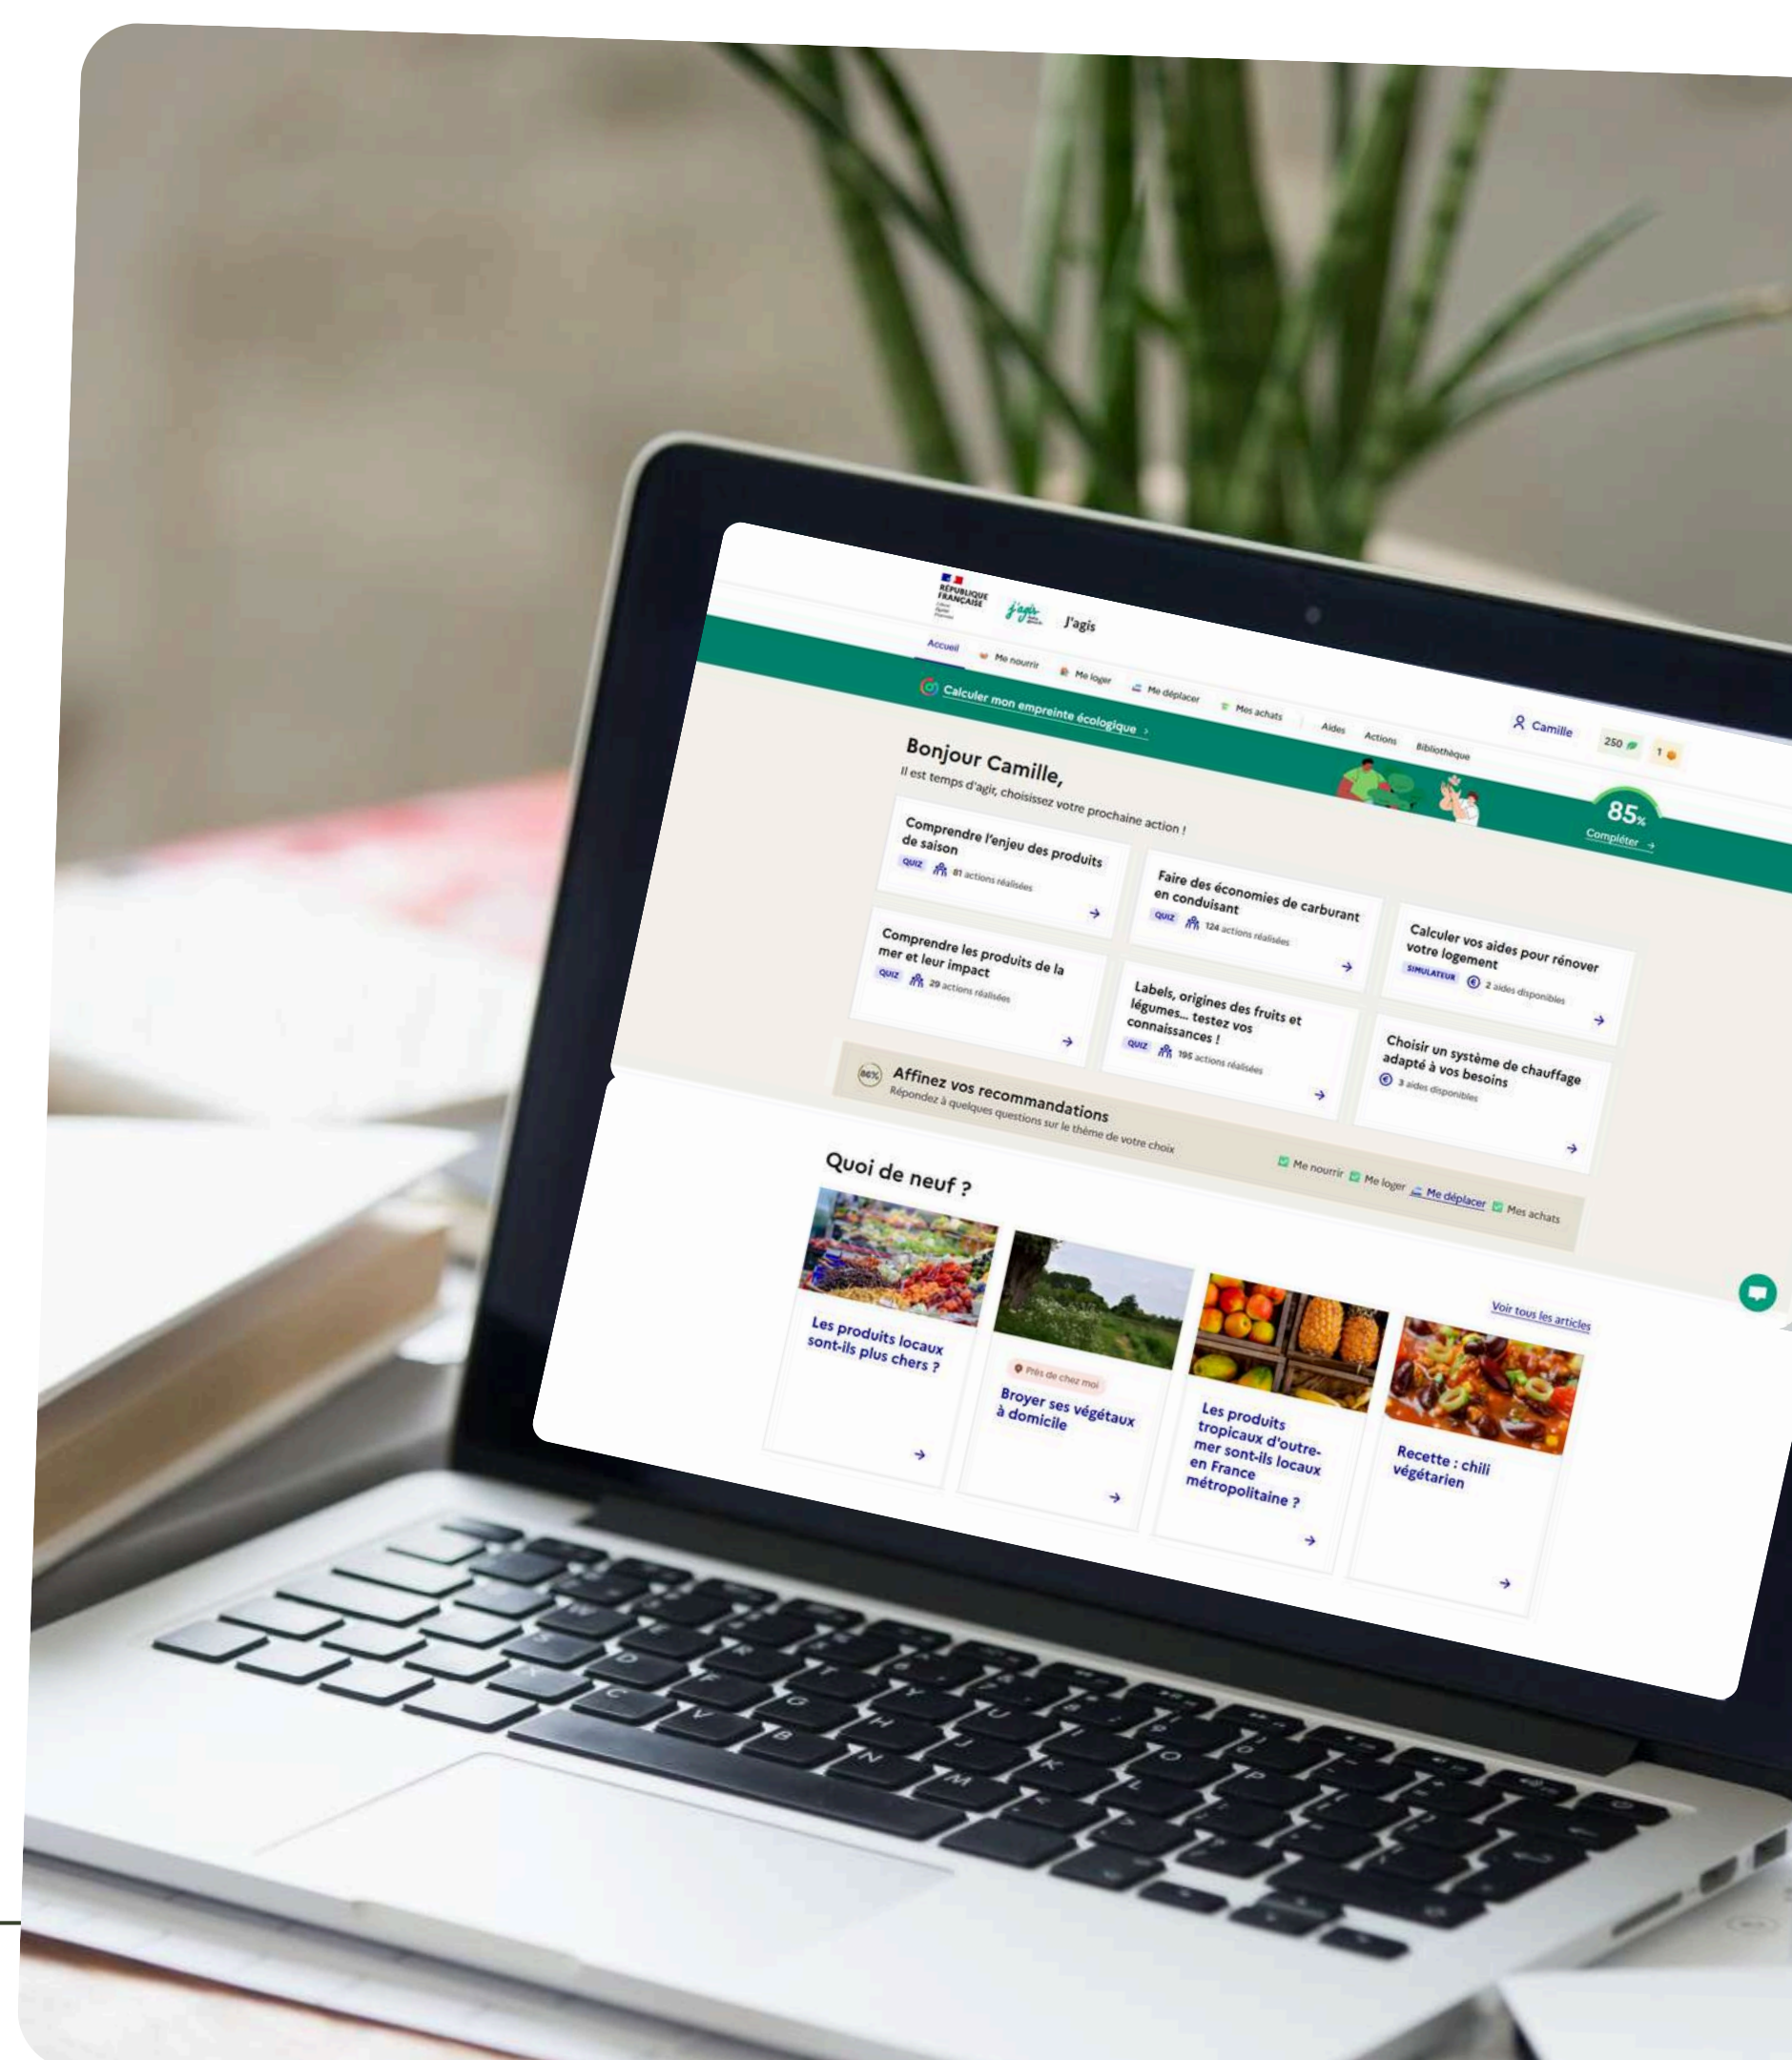 RÉPUBLIQUE
FRANÇAISE
j'agis
J'agis
Camille
250
1
Accueil
Me nourrir
Me loger
Me déplacer
Mes achats
Aides
Actions
Bibliothèque
Calculer mon empreinte écologique
85%
Compléter
Bonjour Camille,
Il est temps d'agir, choisissez votre prochaine action !
Comprendre l'enjeu des produits
de saison
QUIZ 81 actions réalisées
Faire des économies de carburant
en conduisant
QUIZ 124 actions réalisées
Calculer vos aides pour rénover
votre logement
SIMULATEUR 2 aides disponibles
Comprendre les produits de la
mer et leur impact
QUIZ 29 actions réalisées
Labels, origines des fruits et
légumes... testez vos
connaissances !
QUIZ 195 actions réalisées
Choisir un système de chauffage
adapté à vos besoins
3 aides disponibles
86%
Affinez vos recommandations
Répondez à quelques questions sur le thème de votre choix
Me nourrir Me loger Me déplacer Mes achats
Quoi de neuf ?
Voir tous les articles
Les produits locaux
sont-ils plus chers ?
Près de chez moi
Broyer ses végétaux
à domicile
Les produits
tropicaux d'outre-
mer sont-ils locaux
en France
métropolitaine ?
Recette : chili
végétarien
W E R T Y U I O P
S D F G H J K L
X C V B N M